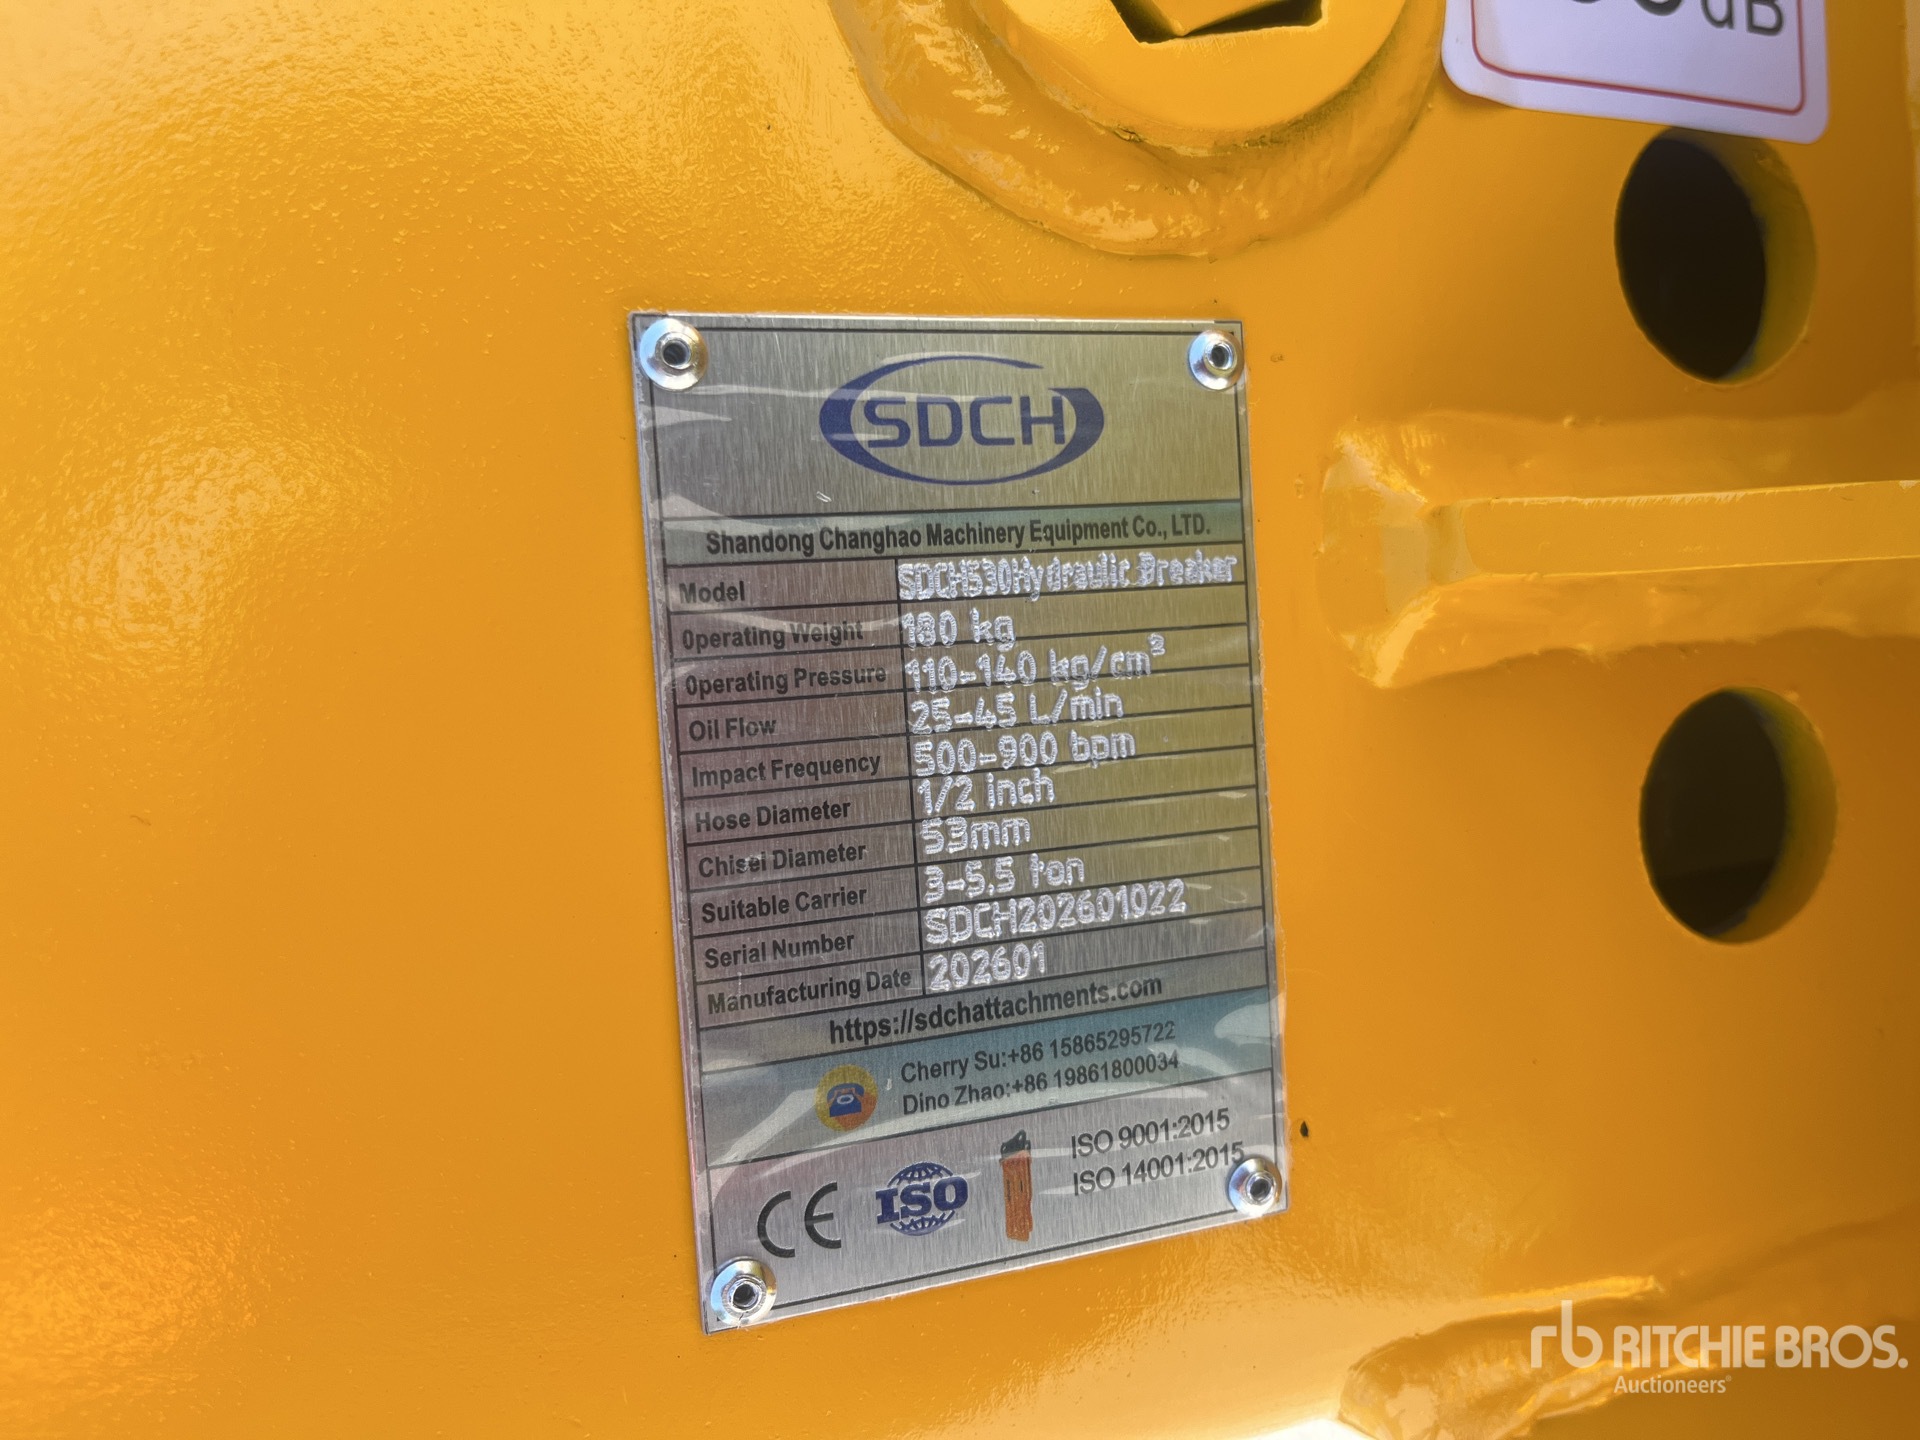 dB
SDCH
Shandong Changhao Machinery Equipment Co., LTD.
Model SDCH530Hydraulic Breaker
Operating Weight 180 kg
Operating Pressure 110-140 kg/cm³
Oil Flow 25-45 L/min
Impact Frequency 500-900 bpm
Hose Diameter 1/2 inch
Chisel Diameter 53mm
Suitable Carrier 3-5.5 ton
Serial Number SDCH202601022
Manufacturing Date 202601
https://sdchattachments.com
Cherry Su:+86 15865295722
Dino Zhao:+86 19861800034
CE ISO ISO 9001:2015
ISO 14001:2015
rb RITCHIE BROS.
Auctioneers